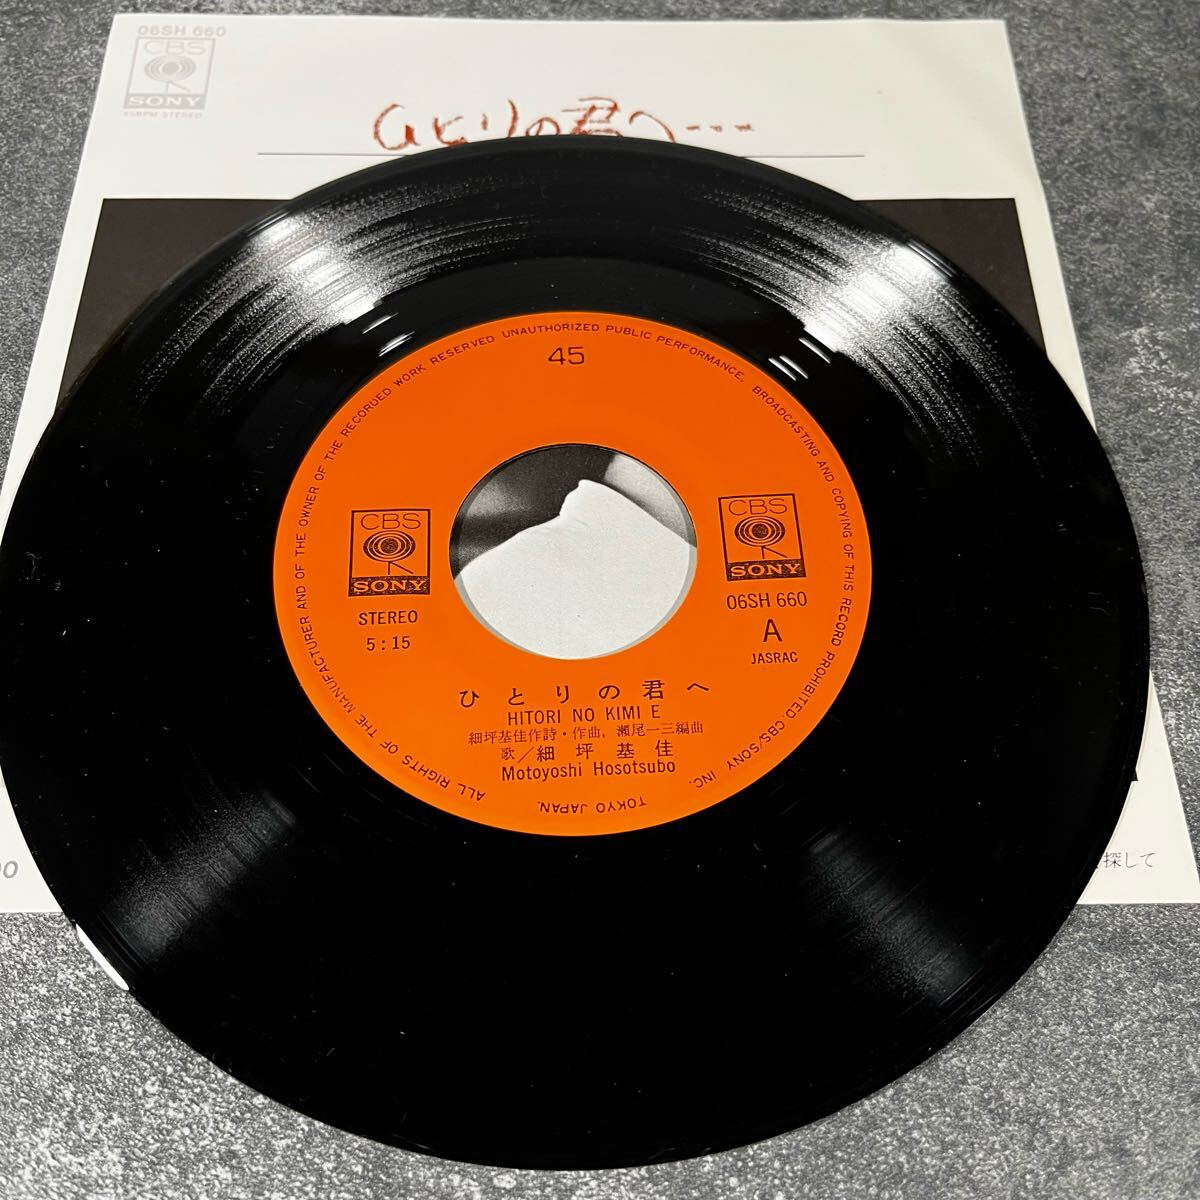 06SH 660
CBS
SONY
45RPM STEREO
ひとりの君へ…
ALL RIGHTS OF THE MANUFACTURER AND OF THE OWNER OF THE RECORDED WORK RESERVED UNAUTHORIZED PUBLIC PERFORMANCE, BROADCASTING AND COPYING OF THIS RECORD PROHIBITED. CBS/SONY INC. TOKYO JAPAN.
45
CBS
SONY
STEREO
5:15
CBS
SONY
06SH 660
A
JASRAC
ひとりの君へ
HITORI NO KIMI E
細坪基佳作詩・作曲, 瀬尾一三編曲
歌/細坪基佳
Motoyoshi Hosotsubo
探して